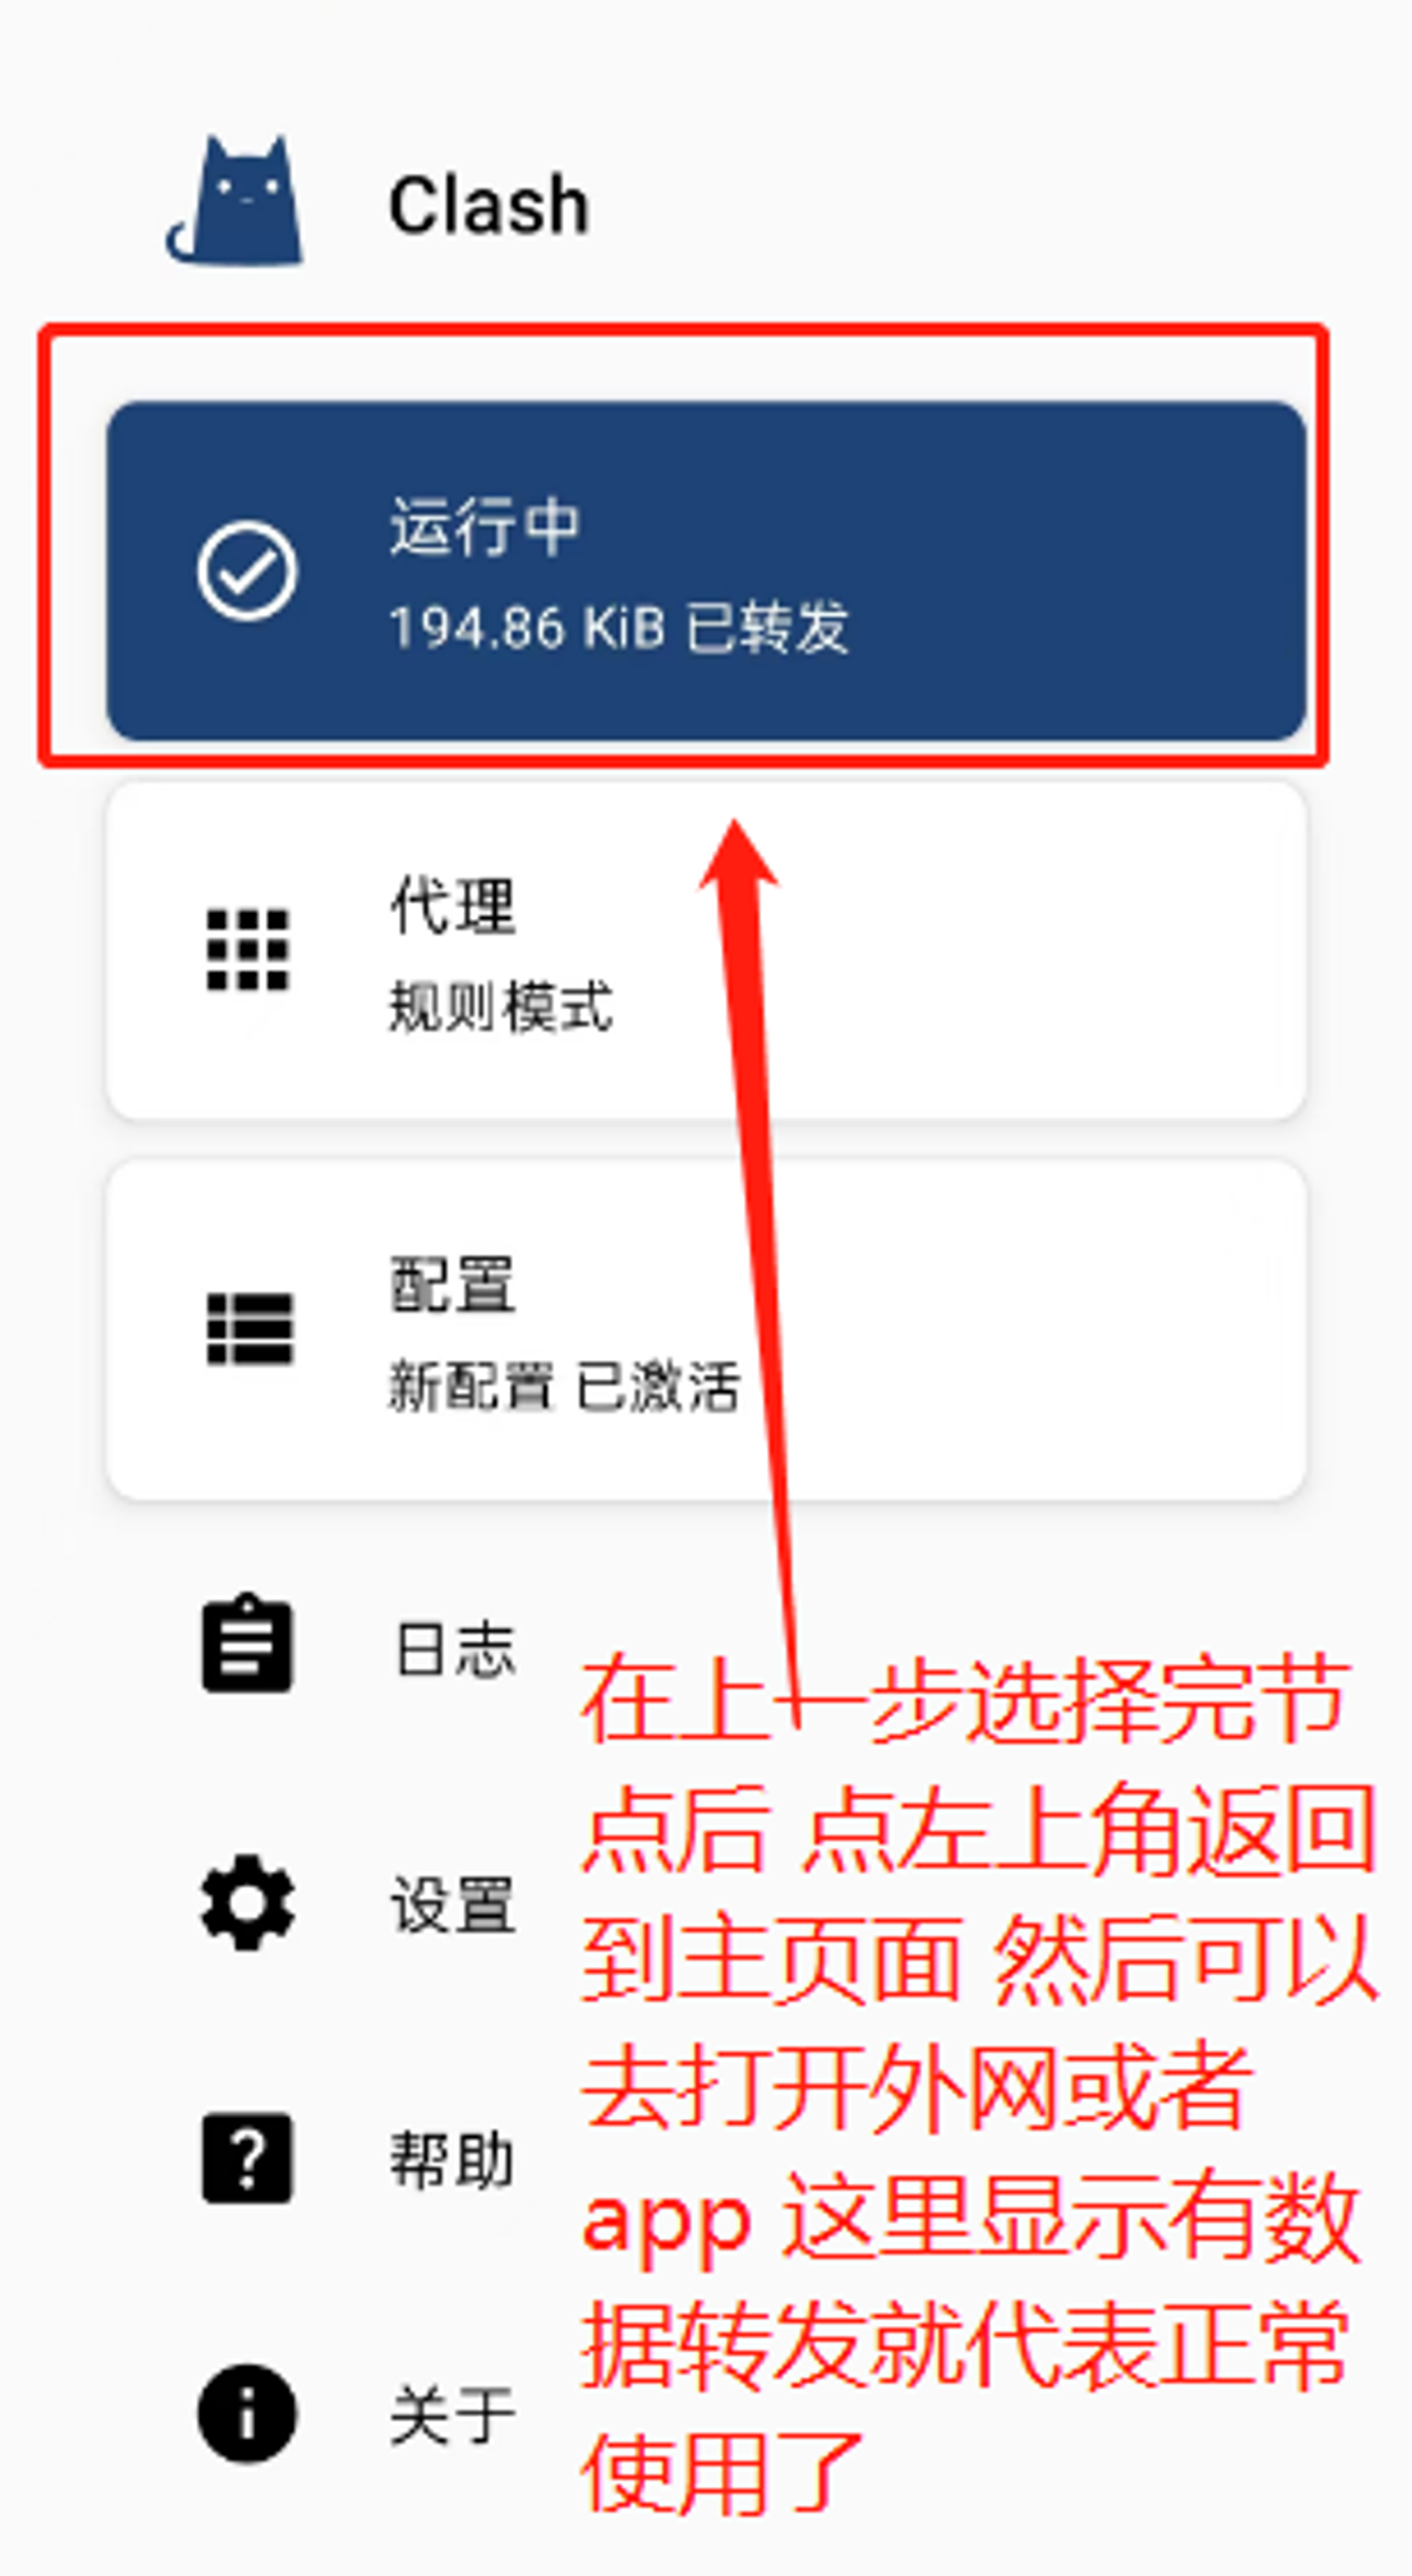 Clash
运行中
194.86 KiB 已转发
代理
规则模式
配置
新配置 已激活
日志
设置
帮助
关于
在上一步选择完节
点后 点左上角返回
到主页面 然后可以
去打开外网或者
app 这里显示有数
据转发就代表正常
使用了